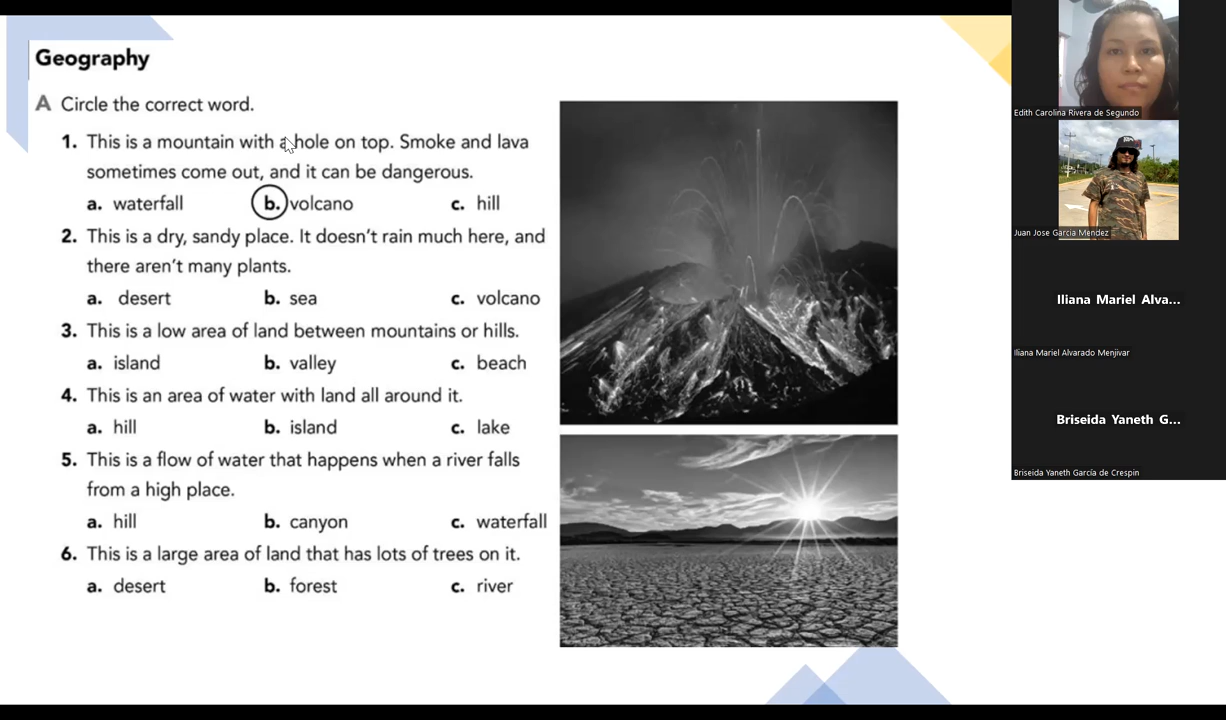 Geography
A Circle the correct word.
1. This is a mountain with a hole on top. Smoke and lava
sometimes come out, and it can be dangerous.
a. waterfall b. volcano c. hill
2. This is a dry, sandy place. It doesn't rain much here, and
there aren't many plants.
a. desert b. sea c. volcano
3. This is a low area of land between mountains or hills.
a. island b. valley c. beach
4. This is an area of water with land all around it.
a. hill b. island c. lake
5. This is a flow of water that happens when a river falls
from a high place.
a. hill b. canyon c. waterfall
6. This is a large area of land that has lots of trees on it.
a. desert b. forest c. river
Edith Carolina Rivera de Segundo
Juan Jose Garcia Mendez
Iliana Mariel Alva...
Iliana Mariel Alvarado Menjivar
Briseida Yaneth G...
Briseida Yaneth García de Crespin